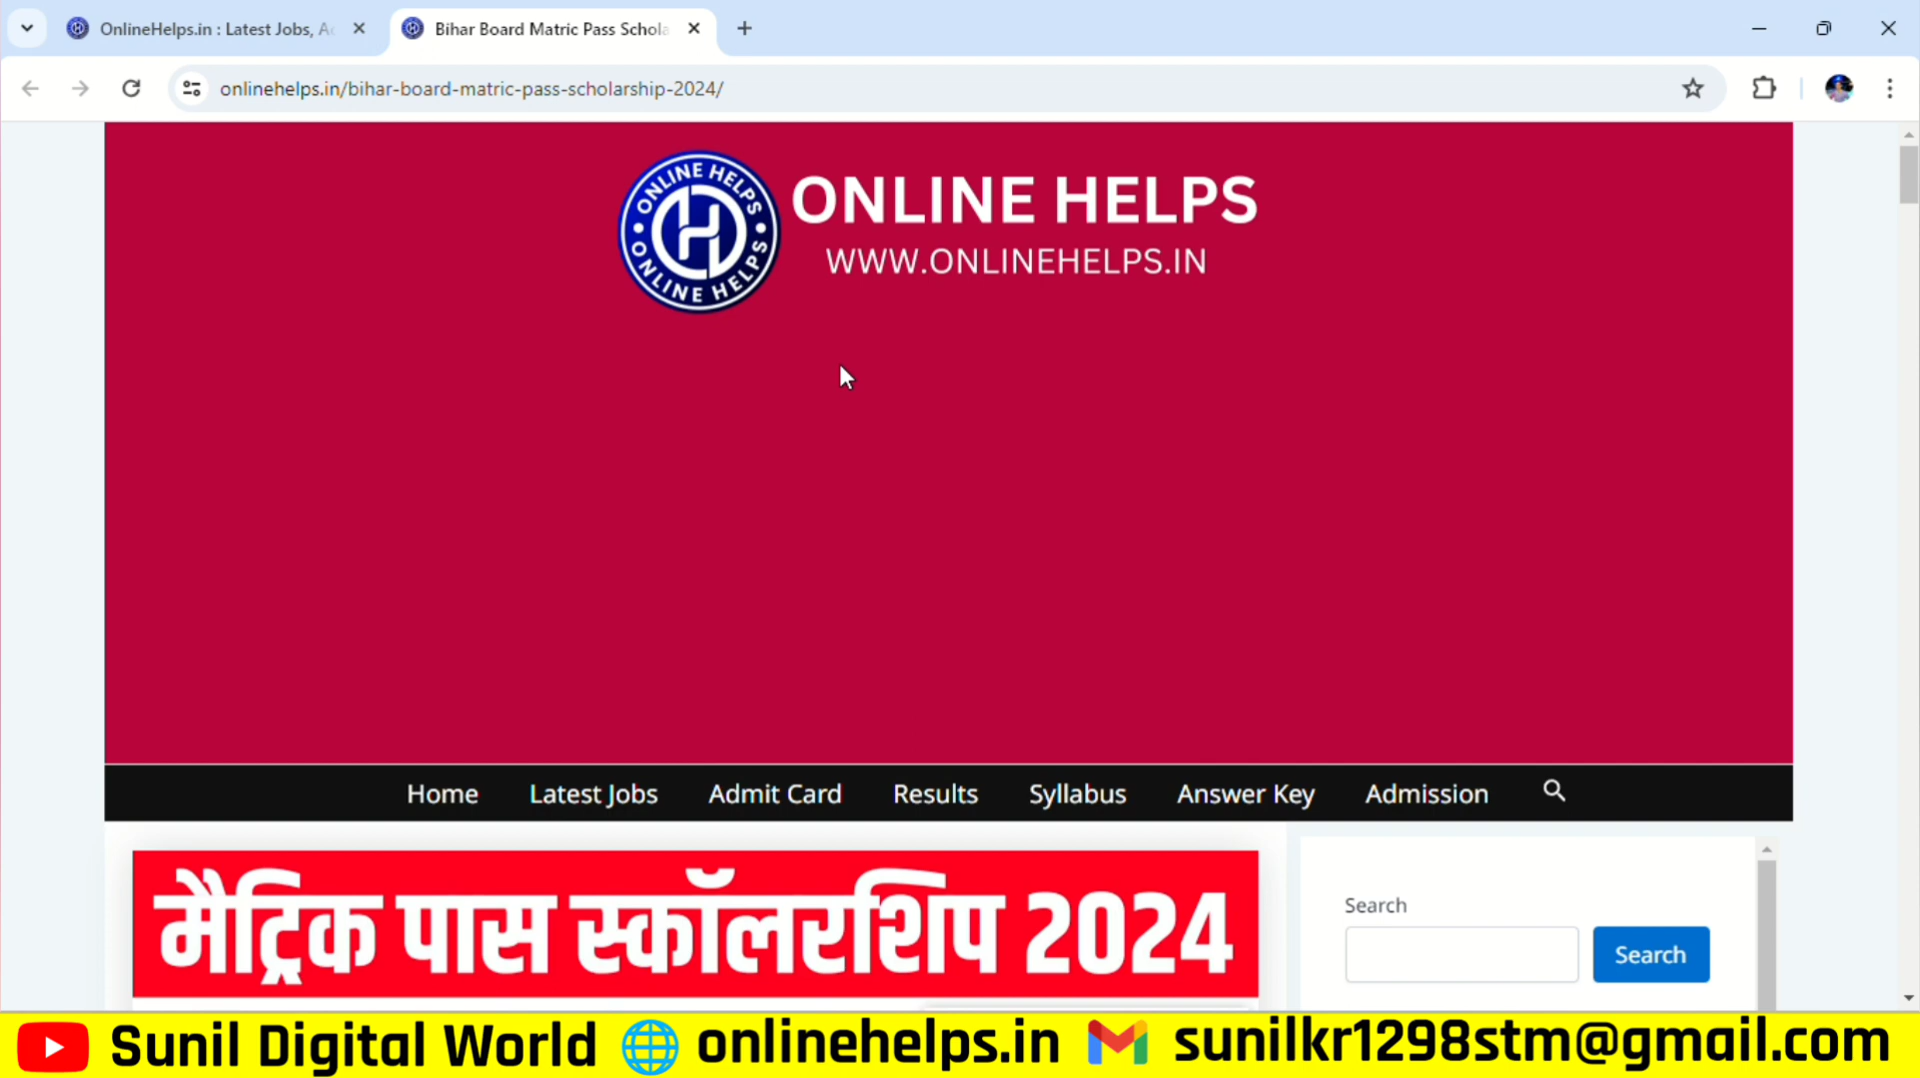 OnlineHelps.in : Latest Jobs, A
Bihar Board Matric Pass Schola
onlinehelps.in/bihar-board-matric-pass-scholarship-2024/
ONLINE HELPS
ONLINE HELPS
ONLINE HELPS
WWW.ONLINEHELPS.IN
Home Latest Jobs Admit Card Results Syllabus Answer Key Admission
मैट्रिक पास स्कॉलरशिप 2024
Search
Search
Sunil Digital World onlinehelps.in sunilkr1298stm@gmail.com